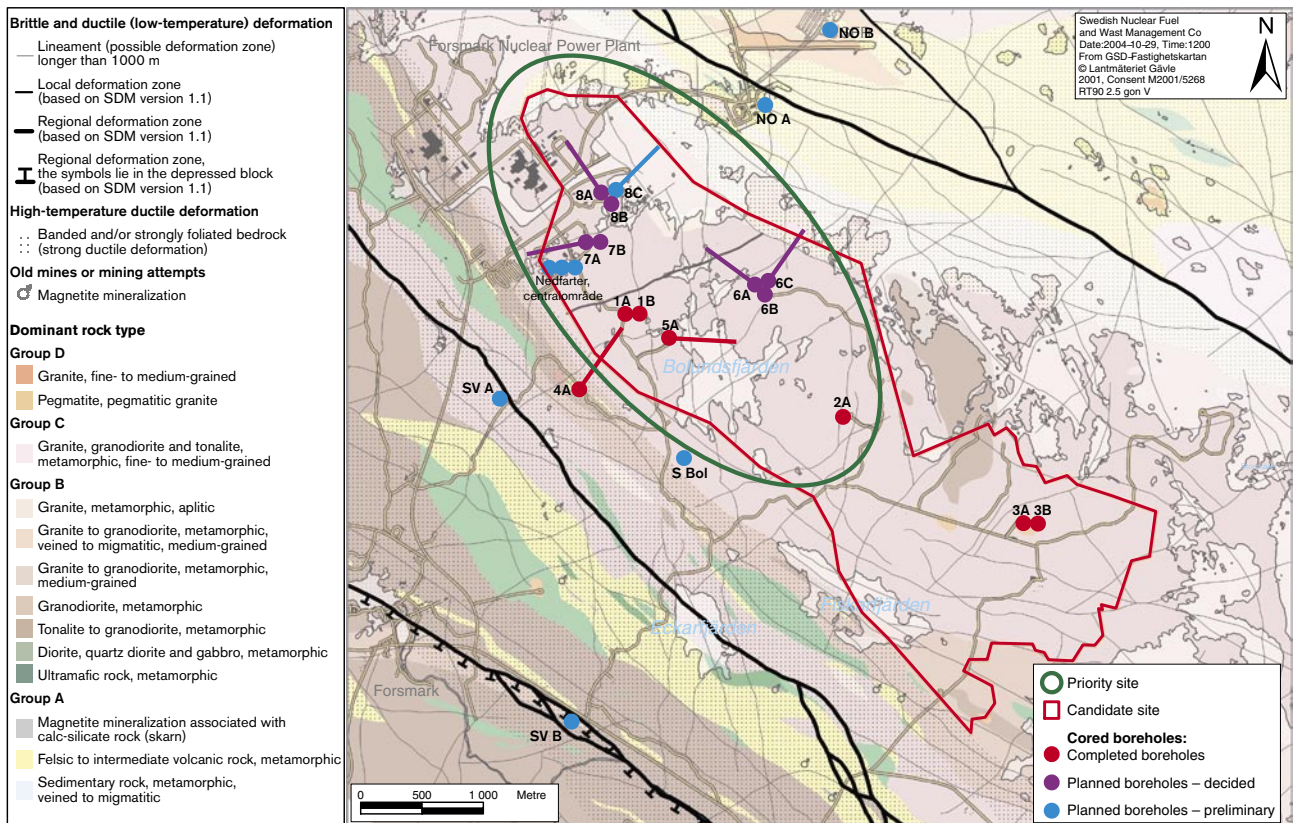 Brittle and ductile (low-temperature) deformation
Lineament (possible deformation zone)
longer than 1000 m
Local deformation zone
(based on SDM version 1.1)
Regional deformation zone
(based on SDM version 1.1)
Regional deformation zone,
the symbols lie in the depressed block
(based on SDM version 1.1)
High-temperature ductile deformation
Banded and/or strongly foliated bedrock
(strong ductile deformation)
Old mines or mining attempts
Magnetite mineralization
Dominant rock type
Group D
Granite, fine- to medium-grained
Pegmatite, pegmatitic granite
Group C
Granite, granodiorite and tonalite,
metamorphic, fine- to medium-grained
Group B
Granite, metamorphic, aplitic
Granite to granodiorite, metamorphic,
veined to migmatitic, medium-grained
Granite to granodiorite, metamorphic,
medium-grained
Granodiorite, metamorphic
Tonalite to granodiorite, metamorphic
Diorite, quartz diorite and gabbro, metamorphic
Ultramafic rock, metamorphic
Group A
Magnetite mineralization associated with
calc-silicate rock (skarn)
Felsic to intermediate volcanic rock, metamorphic
Sedimentary rock, metamorphic,
veined to migmatitic
Swedish Nuclear Fuel
and Wast Management Co
Date:2004-10-29, Time:1200
From GSD-Fastighetskartan
© Lantmäteriet Gävle
2001, Consent M2001/5268
RT90 2.5 gon V
N
Forsmark Nuclear Power Plant
NO B
NO A
8A
8C
8B
7B
7A
Nedfarter,
centralområde
6C
6A
6B
1A 1B
5A
Bolundsfjärden
SV A
4A
2A
S Bol
3A 3B
Eckarfjärden
Forsmark
SV B
0 500 1 000 Metre
Priority site
Candidate site
Cored boreholes:
Completed boreholes
Planned boreholes – decided
Planned boreholes – preliminary